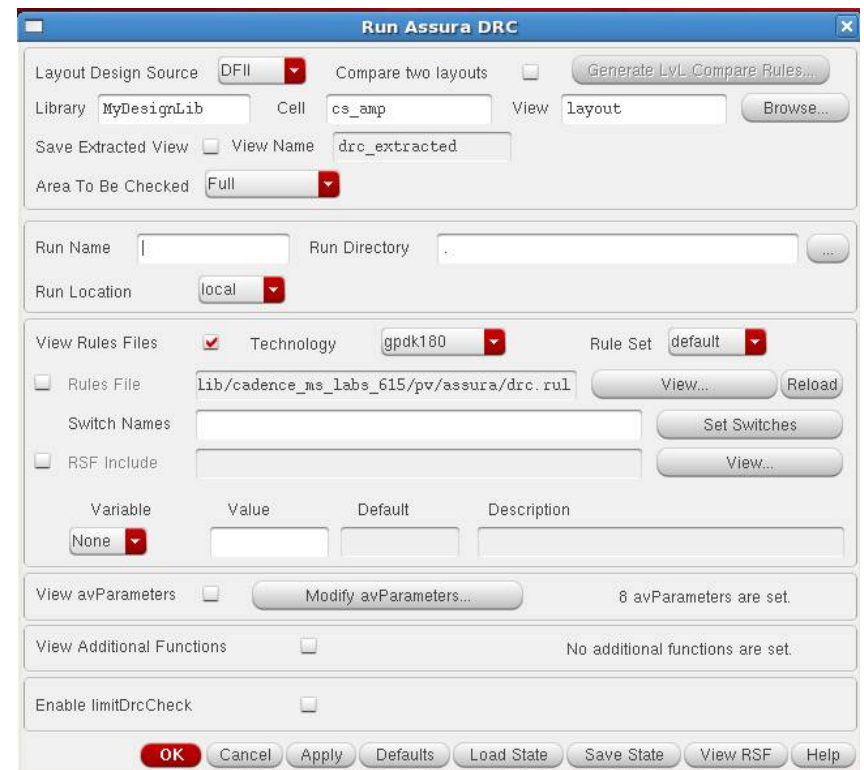 Run Assura DRC
Layout Design Source DFII Compare two layouts Generate LvL Compare Rules...
Library MyDesignLib Cell cs_amp View layout Browse...
Save Extracted View View Name drc_extracted
Area To Be Checked Full
Run Name Run Directory . ...
Run Location local
View Rules Files Technology gpdk180 Rule Set default
Rules File lib/cadence_ms_labs_615/pv/assura/drc.rul View... Reload
Switch Names Set Switches
RSF Include View...
Variable Value Default Description
None
View avParameters Modify avParameters... 8 avParameters are set.
View Additional Functions No additional functions are set.
Enable limitDrcCheck
OK Cancel Apply Defaults Load State Save State View RSF Help